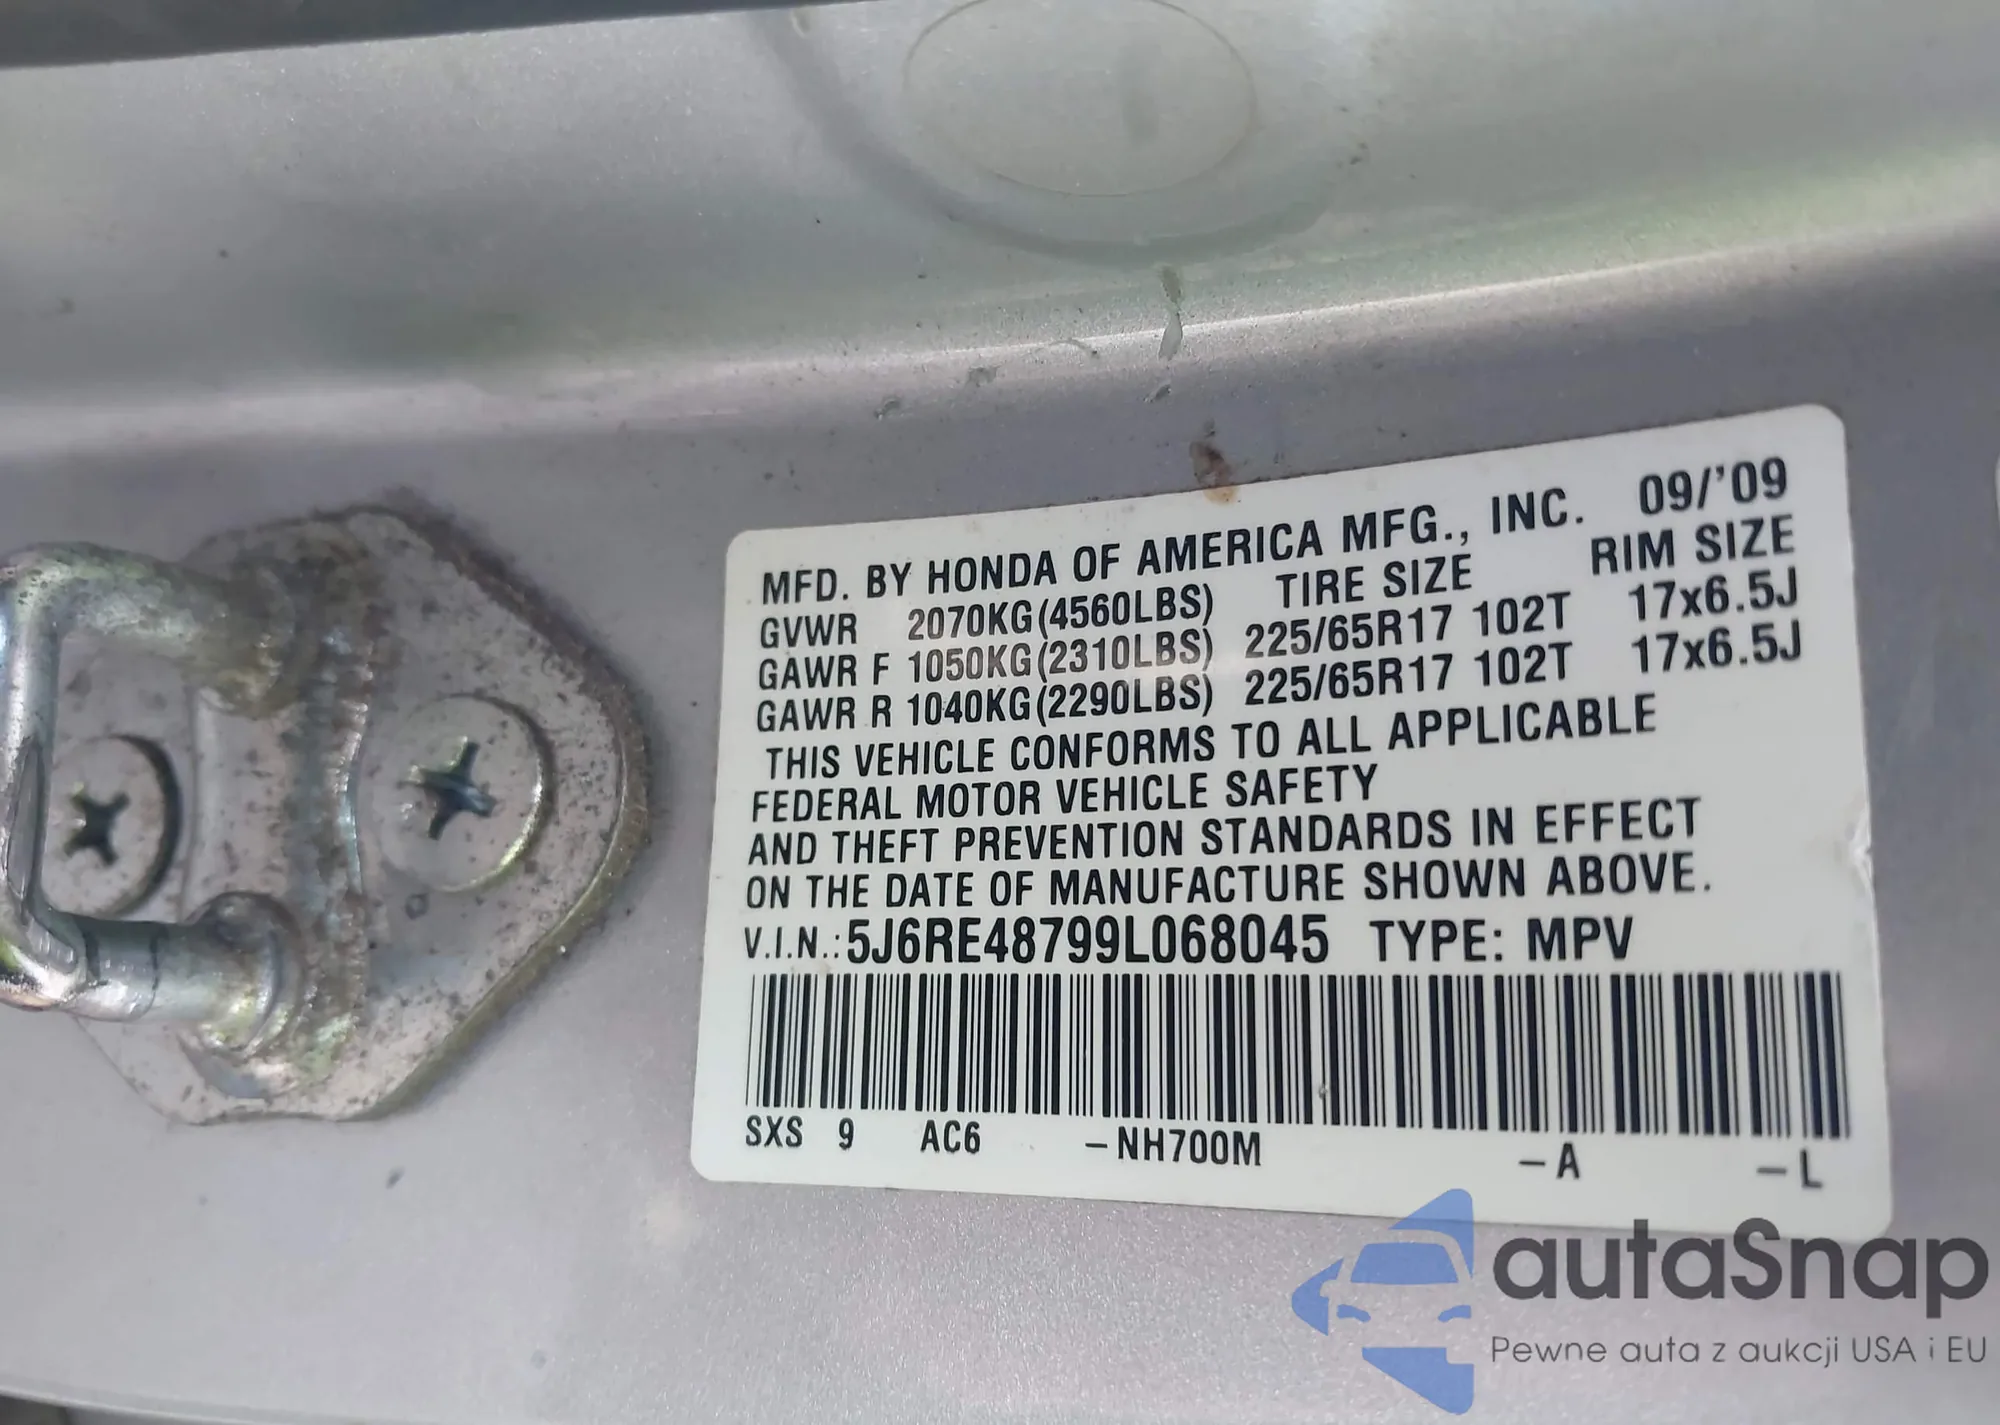 MFD. BY HONDA OF AMERICA MFG., INC. 09/'09
GVWR 2070KG(4560LBS) TIRE SIZE RIM SIZE
GAWR F 1050KG(2310LBS) 225/65R17 102T 17x6.5J
GAWR R 1040KG(2290LBS) 225/65R17 102T 17x6.5J
THIS VEHICLE CONFORMS TO ALL APPLICABLE
FEDERAL MOTOR VEHICLE SAFETY
AND THEFT PREVENTION STANDARDS IN EFFECT
ON THE DATE OF MANUFACTURE SHOWN ABOVE.
V.I.N.: 5J6RE48799L068045 TYPE: MPV
SXS 9 AC6 -NH700M -A -L
autaSnap
Pewne auta z aukcji USA i EU